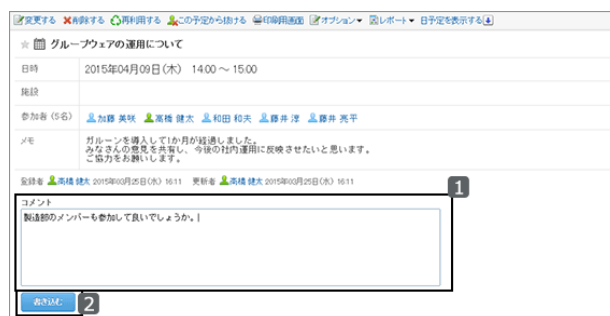 変更する 削除する 再利用する この予定から抜ける 印刷用画面 オプション▼ レポート▼ 日予定を表示する
グループウェアの運用について
日時 2015年04月09日(木) 14:00 ~ 15:00
施設
参加者 (5名) 加藤 美咲 高橋 健太 和田 和夫 藤井 淳 藤井 亮平
メモ ガルーンを導入して1か月が経過しました。
みなさんの意見を共有し、今後の社内運用に反映させたいと思います。
ご協力をお願いします。
登録者 高橋 健太 2015年03月25日(水) 16:11 更新者 高橋 健太 2015年03月25日(水) 16:11
1
コメント
製造部のメンバーも参加して良いでしょうか。
書き込む 2